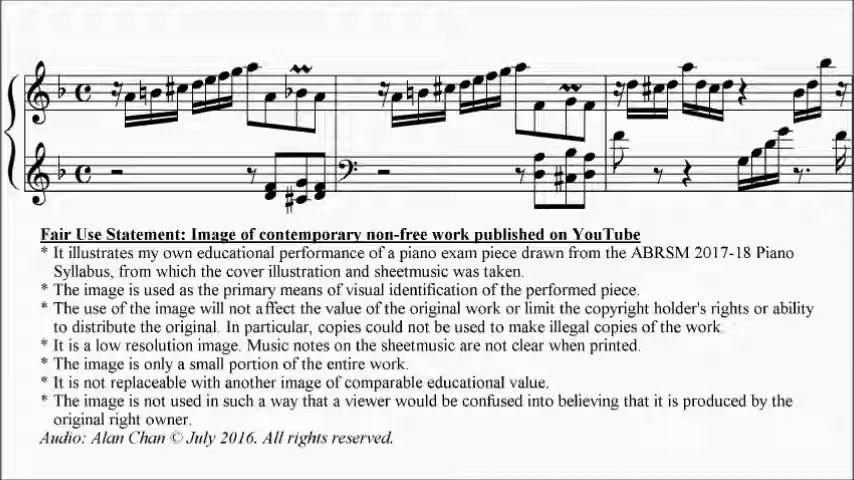 Fair Use Statement: Image of contemporary non-free work published on YouTube
* It illustrates my own educational performance of a piano exam piece drawn from the ABRSM 2017-18 Piano
Syllabus, from which the cover illustration and sheetmusic was taken.
* The image is used as the primary means of visual identification of the performed piece.
* The use of the image will not affect the value of the original work or limit the copyright holder's rights or ability
to distribute the original. In particular, copies could not be used to make illegal copies of the work
* It is a low resolution image. Music notes on the sheetmusic are not clear when printed.
* The image is only a small portion of the entire work.
* It is not replaceable with another image of comparable educational value.
* The image is not used in such a way that a viewer would be confused into believing that it is produced by the
original right owner.
Audio: Alan Chan © July 2016. All rights reserved.